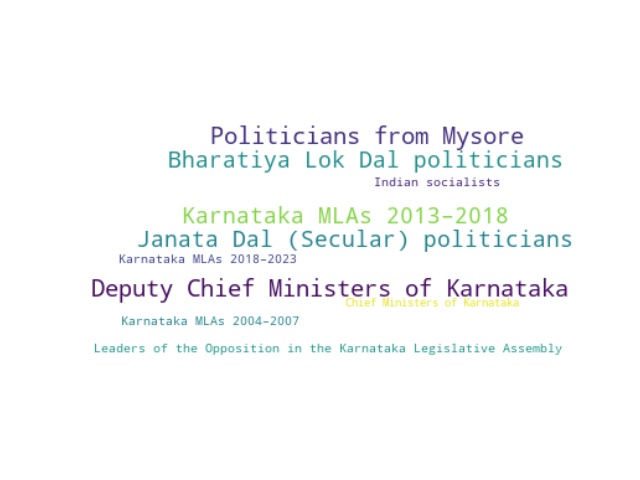 Politicians from Mysore
Bharatiya Lok Dal politicians
Indian socialists
Karnataka MLAs 2013–2018
Janata Dal (Secular) politicians
Karnataka MLAs 2018–2023
Deputy Chief Ministers of Karnataka
Chief Ministers of Karnataka
Karnataka MLAs 2004–2007
Leaders of the Opposition in the Karnataka Legislative Assembly